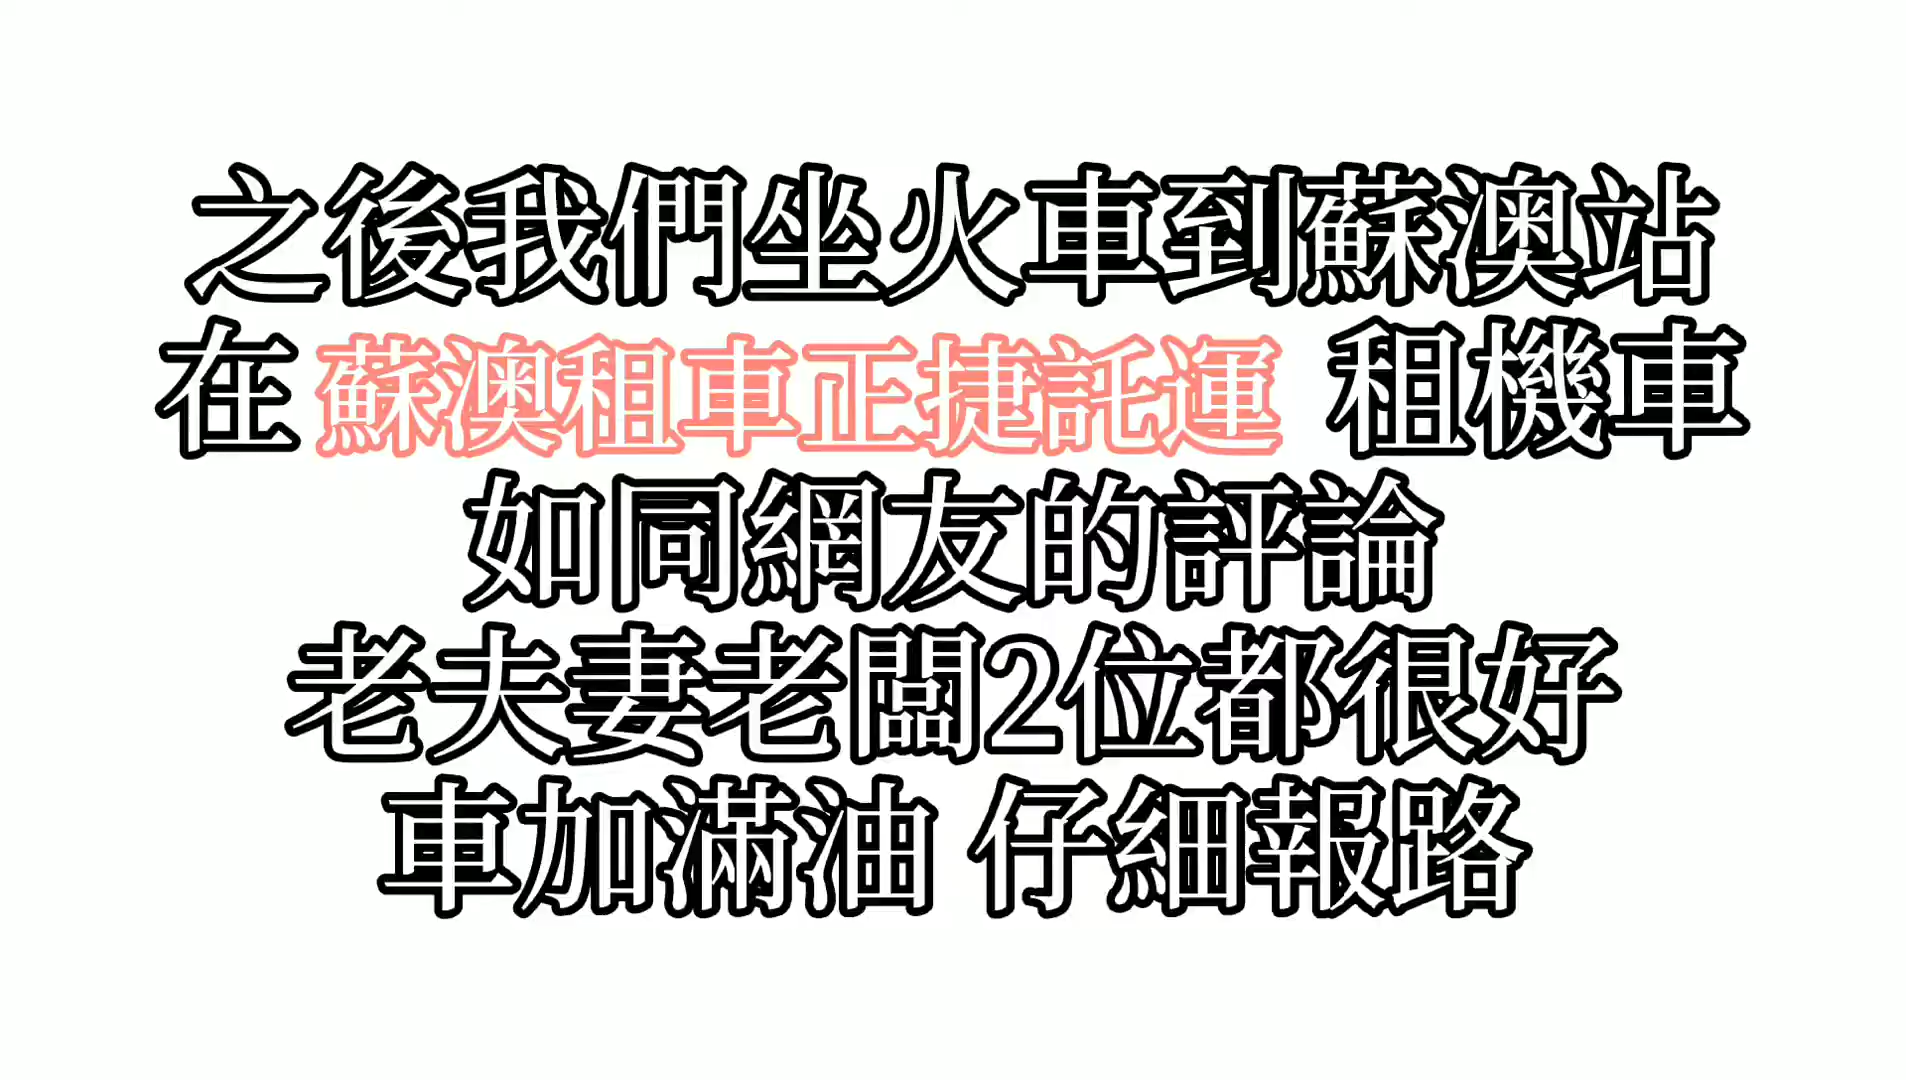 之後我們坐火車到蘇澳站
在 蘇澳租車正捷託運 租機車
如同網友的評論
老夫妻老闆2位都很好
車加滿油 仔細報路